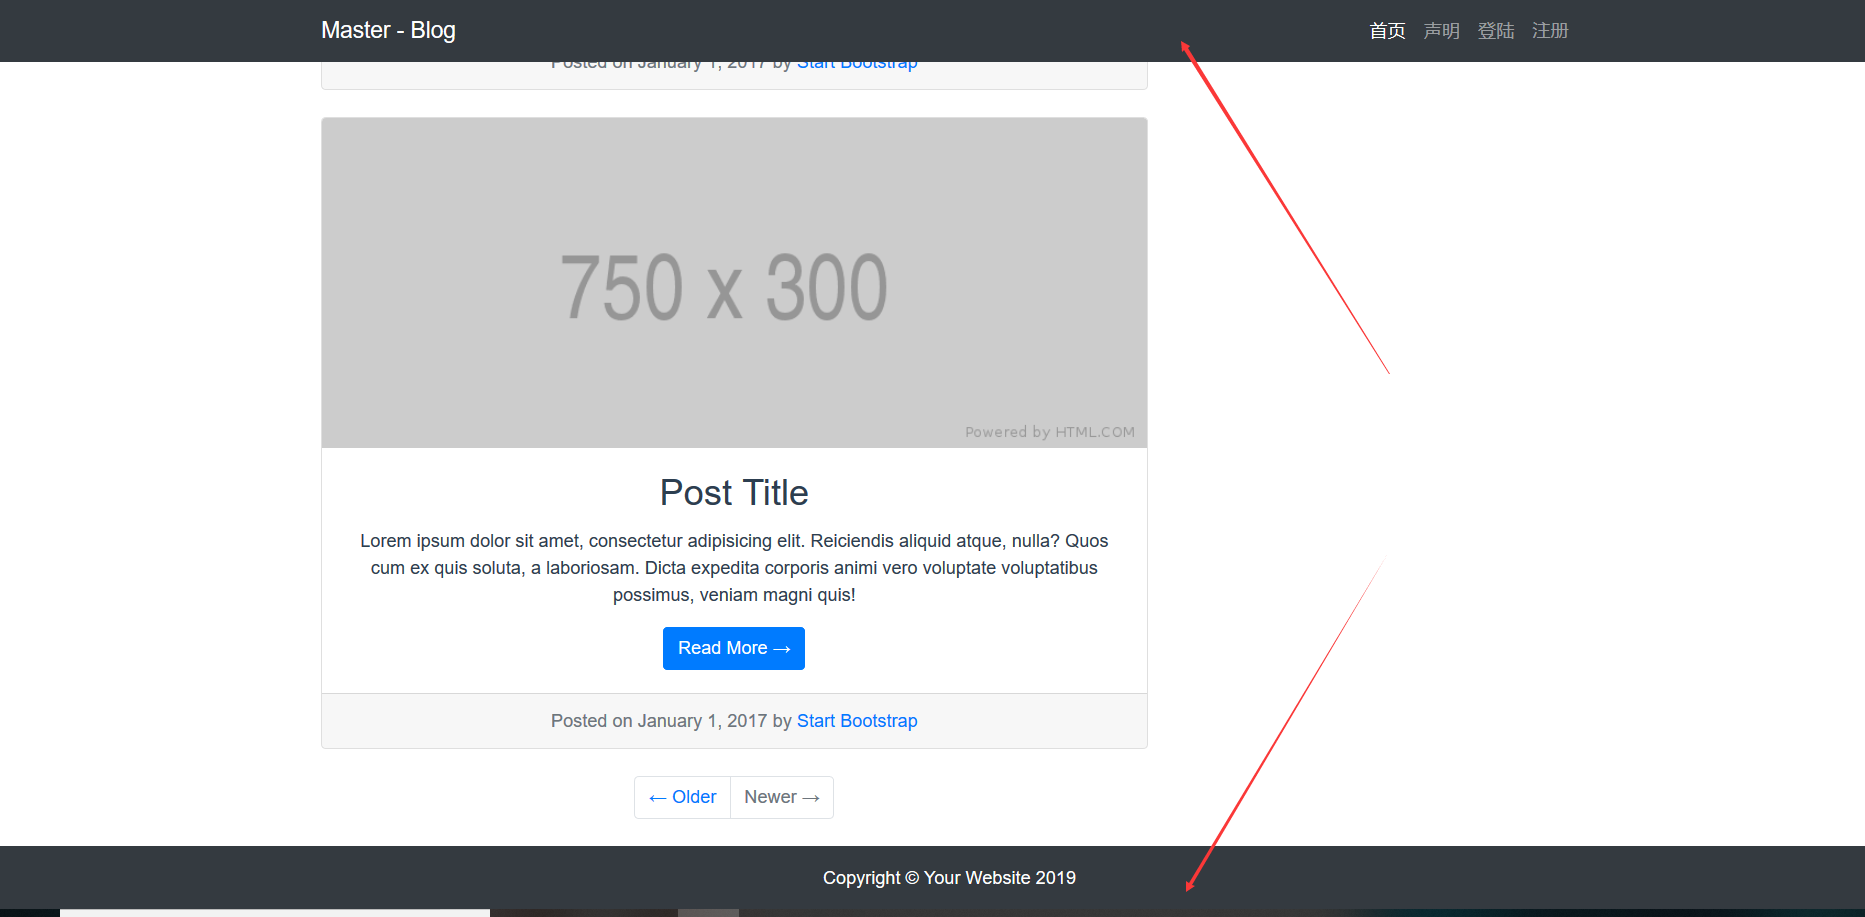 Master - Blog
首页 声明 登陆 注册
Posted on January 1, 2017 by Start Bootstrap
750 x 300
Powered by HTML.COM
Post Title
Lorem ipsum dolor sit amet, consectetur adipisicing elit. Reiciendis aliquid atque, nulla? Quos
cum ex quis soluta, a laboriosam. Dicta expedita corporis animi vero voluptate voluptatibus
possimus, veniam magni quis!
Read More →
Posted on January 1, 2017 by Start Bootstrap
← Older Newer →
Copyright © Your Website 2019